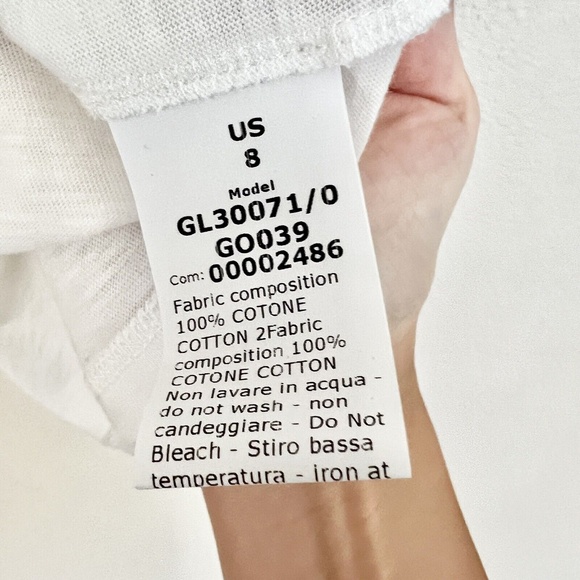 US
8
Model
GL30071/0
GO039
Com: 00002486
Fabric composition
100% COTONE
COTTON 2Fabric
composition 100%
COTONE COTTON
Non lavare in acqua -
do not wash - non
candeggiare - Do Not
Bleach - Stiro bassa
temperatura - iron at